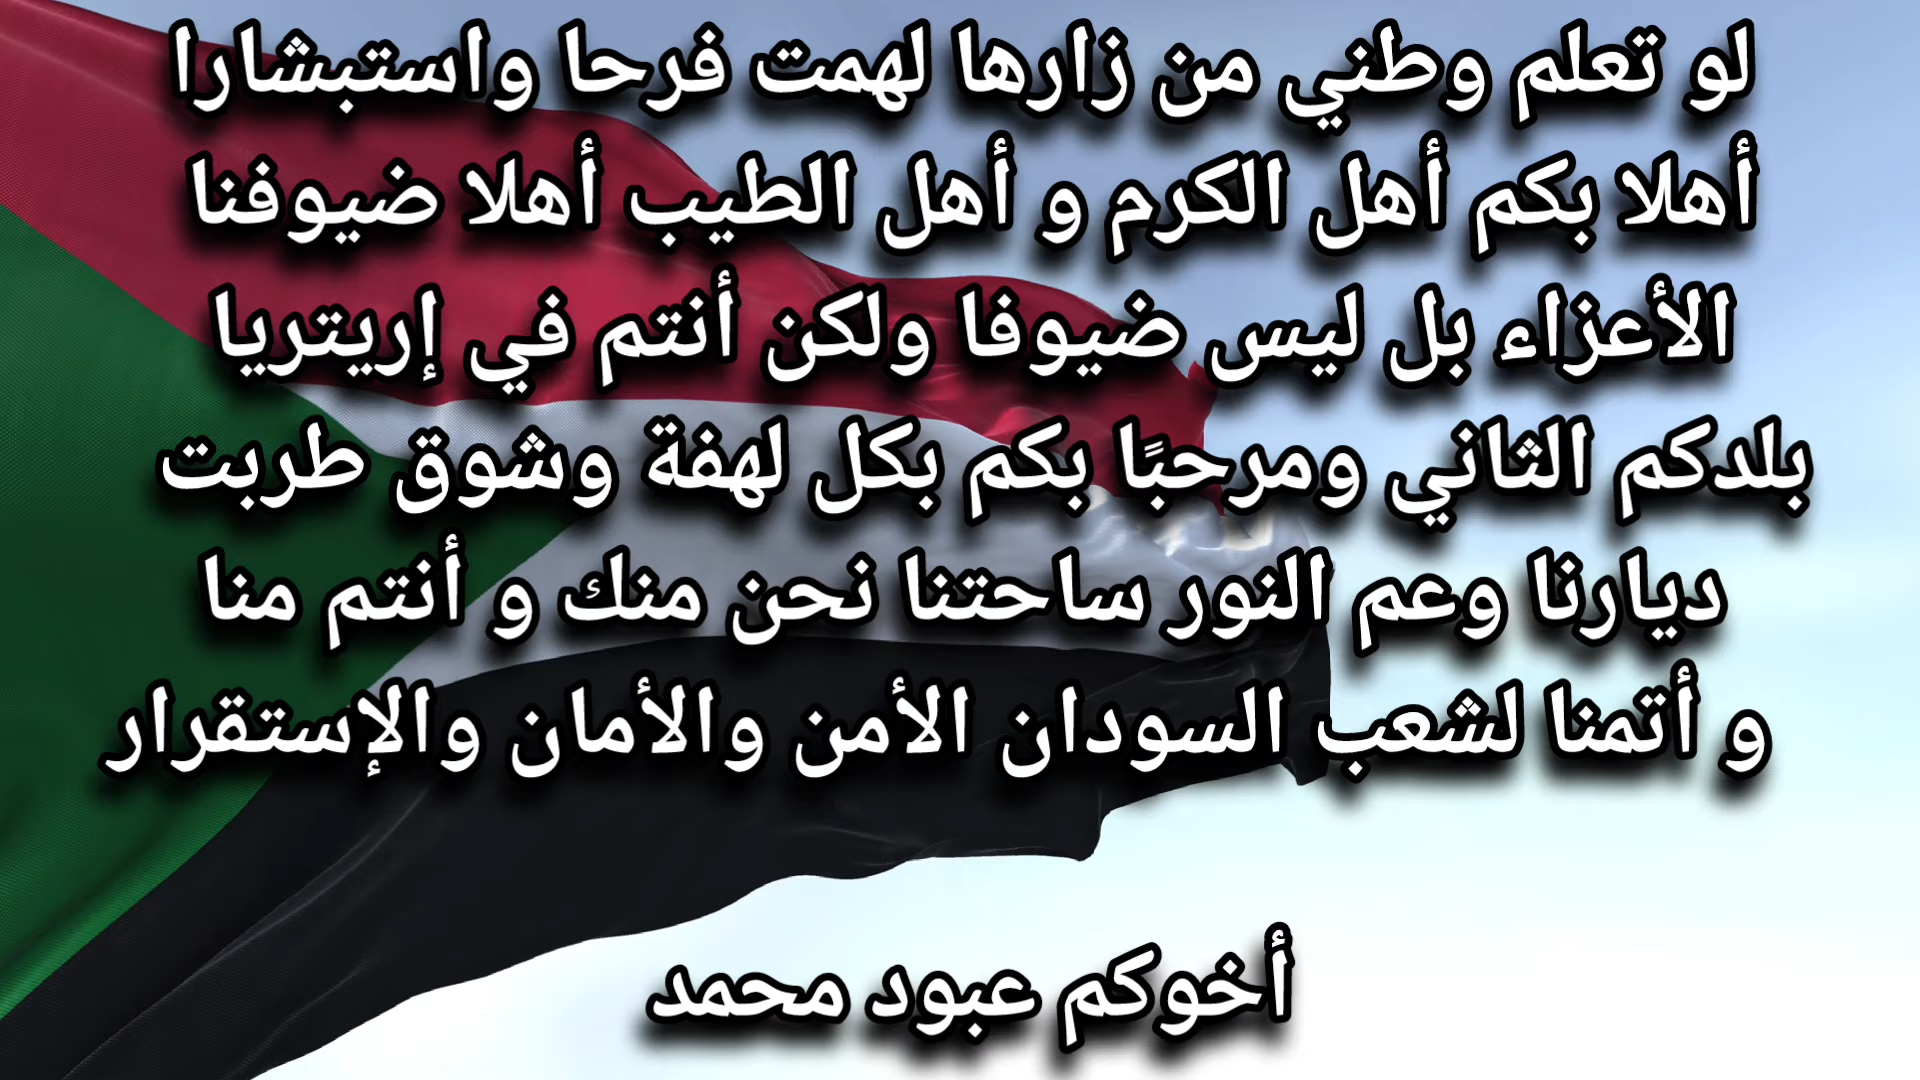 لو تعلم وطني من زارها لهمت فرحا واستبشارا
أهلا بكم أهل الكرم و أهل الطيب أهلا ضيوفنا
الأعزاء بل ليس ضيوفا ولكن أنتم في إريتريا
بلدكم الثاني ومرحبًا بكم بكل لهفة وشوق طربت
ديارنا وعم النور ساحتنا نحن منك و أنتم منا
و أتمنا لشعب السودان الأمن والأمان والإستقرار
أخوكم عبود محمد